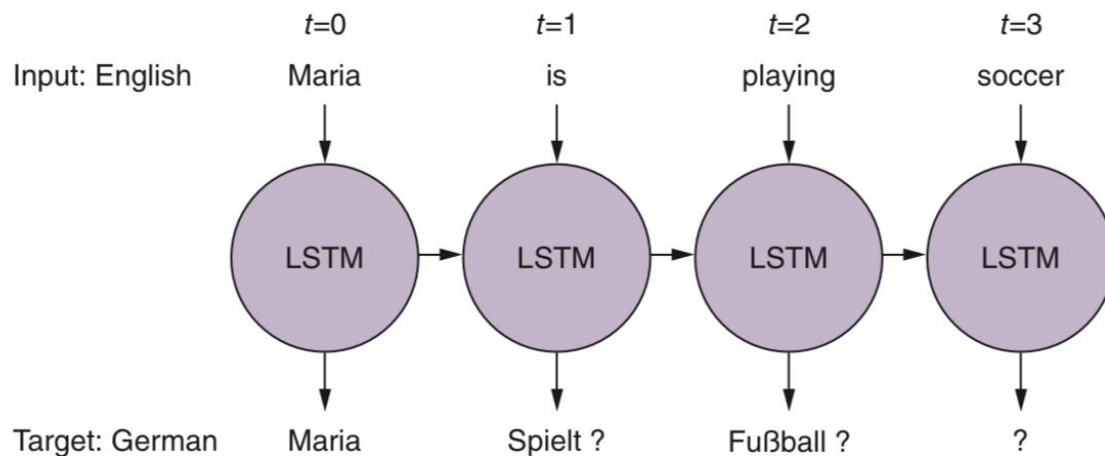 t=0 t=1 t=2 t=3
Input: English Maria is playing soccer
LSTM LSTM LSTM LSTM
Target: German Maria Spielt ? Fußball ? ?